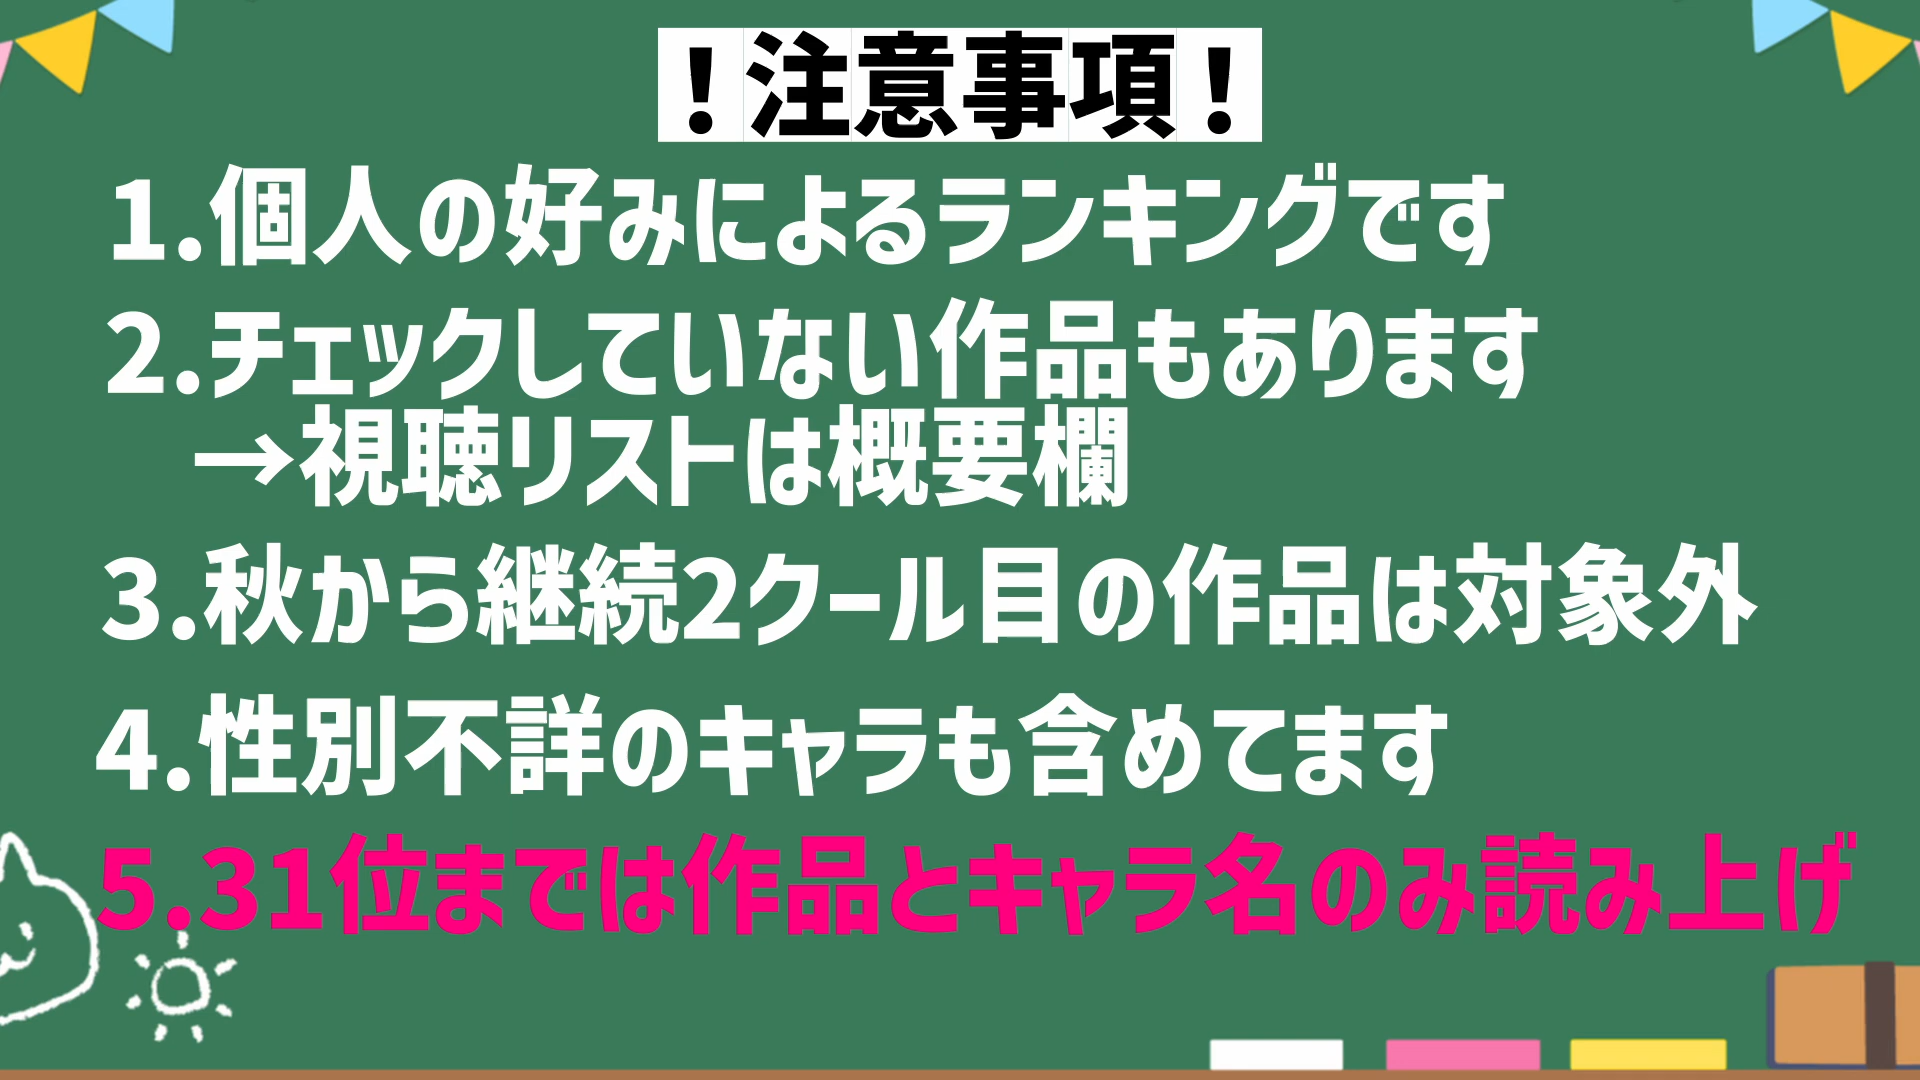 ！注意事項！
1.個人の好みによるランキングです
2.チェックしていない作品もあります
→視聴リストは概要欄
3.秋から継続2クール目の作品は対象外
4.性別不詳のキャラも含めてます
5.31位までは作品とキャラ名のみ読み上げ